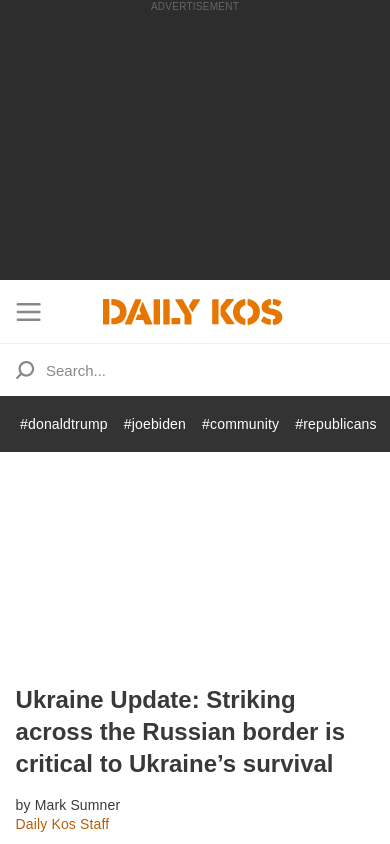 ADVERTISEMENT
DAILY KOS
Search...
#donaldtrump #joebiden #community #republicans
Ukraine Update: Striking
across the Russian border is
critical to Ukraine’s survival
by Mark Sumner
Daily Kos Staff